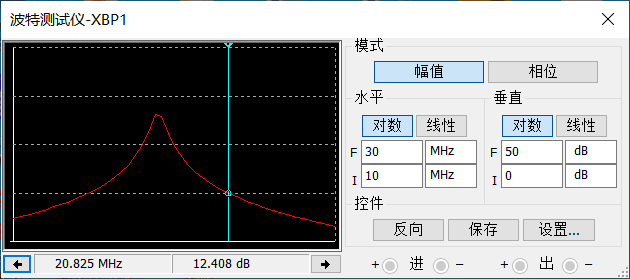 波特测试仪-XBP1
模式
幅值 相位
水平 垂直
对数 线性 对数 线性
F 30 MHz F 50 dB
I 10 MHz I 0 dB
控件
反向 保存 设置...
20.825 MHz 12.408 dB
+ 进 − + 出 −